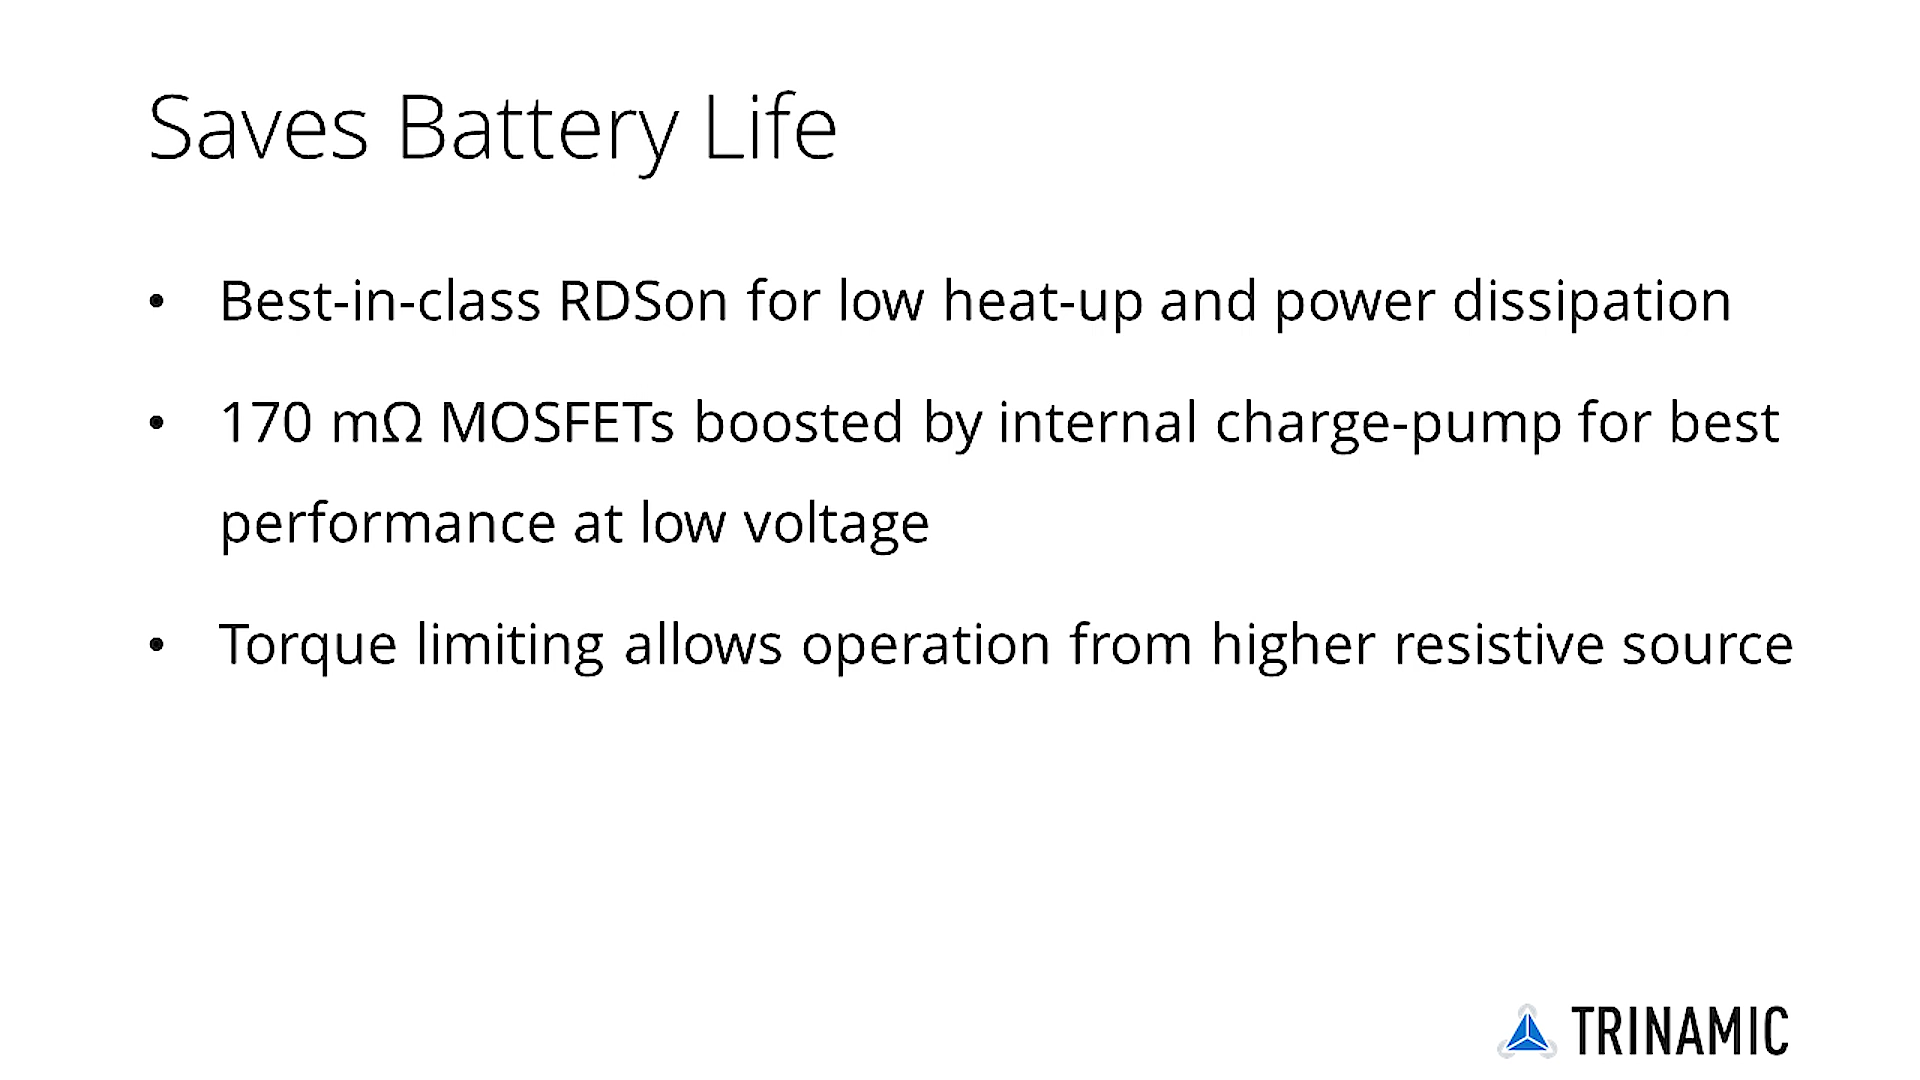 Saves Battery Life
• Best-in-class RDSon for low heat-up and power dissipation
• 170 mΩ MOSFETs boosted by internal charge-pump for best
performance at low voltage
• Torque limiting allows operation from higher resistive source
TRINAMIC